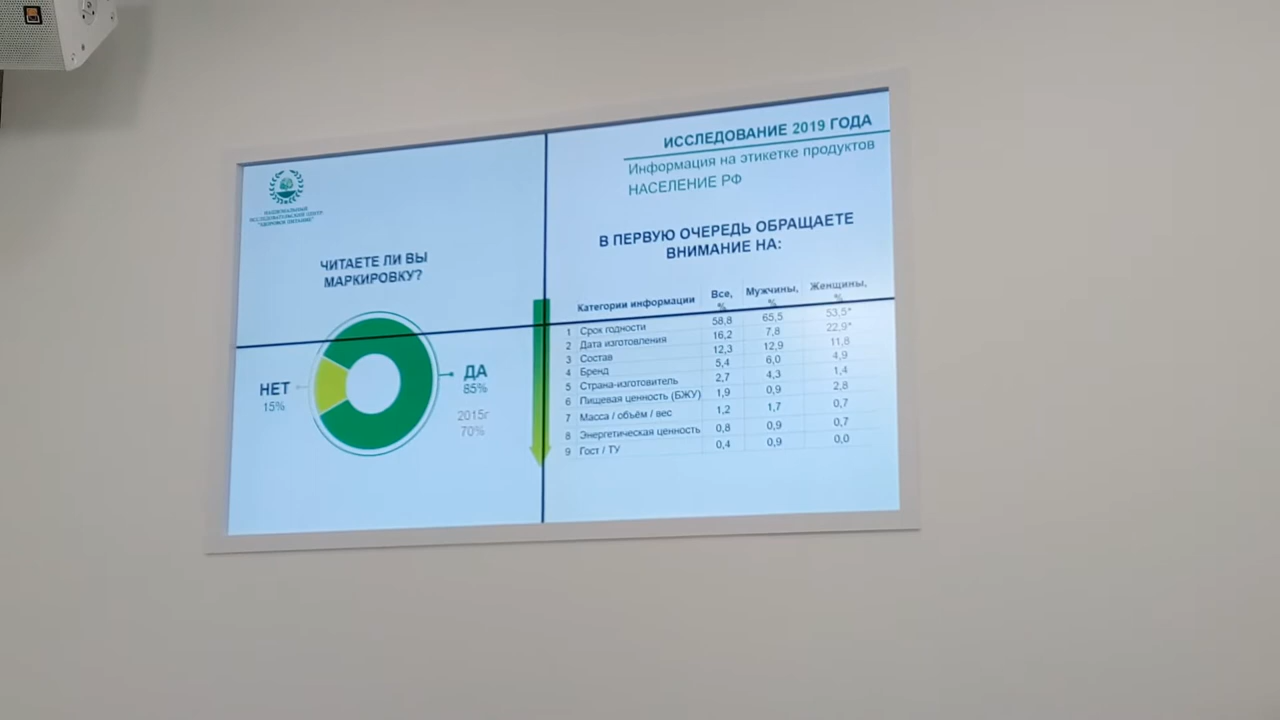 НАЦИОНАЛЬНЫЙ
ИССЛЕДОВАТЕЛЬСКИЙ ЦЕНТР
"ЗДОРОВОЕ ПИТАНИЕ"
ЧИТАЕТЕ ЛИ ВЫ
МАРКИРОВКУ?
НЕТ
15%
ДА
85%
2015г
70%
ИССЛЕДОВАНИЕ 2019 ГОДА
Информация на этикетке продуктов
НАСЕЛЕНИЕ РФ
В ПЕРВУЮ ОЧЕРЕДЬ ОБРАЩАЕТЕ
ВНИМАНИЕ НА:
Категории информации Все, % Мужчины, % Женщины, %
1 Срок годности 58,8 65,5 53,5*
2 Дата изготовления 16,2 7,8 22,9*
3 Состав 12,3 12,9 11,8
4 Бренд 5,4 6,0 4,9
5 Страна-изготовитель 2,7 4,3 1,4
6 Пищевая ценность (БЖУ) 1,9 0,9 2,8
7 Масса / объём / вес 1,2 1,7 0,7
8 Энергетическая ценность 0,8 0,9 0,7
9 Гост / ТУ 0,4 0,9 0,0